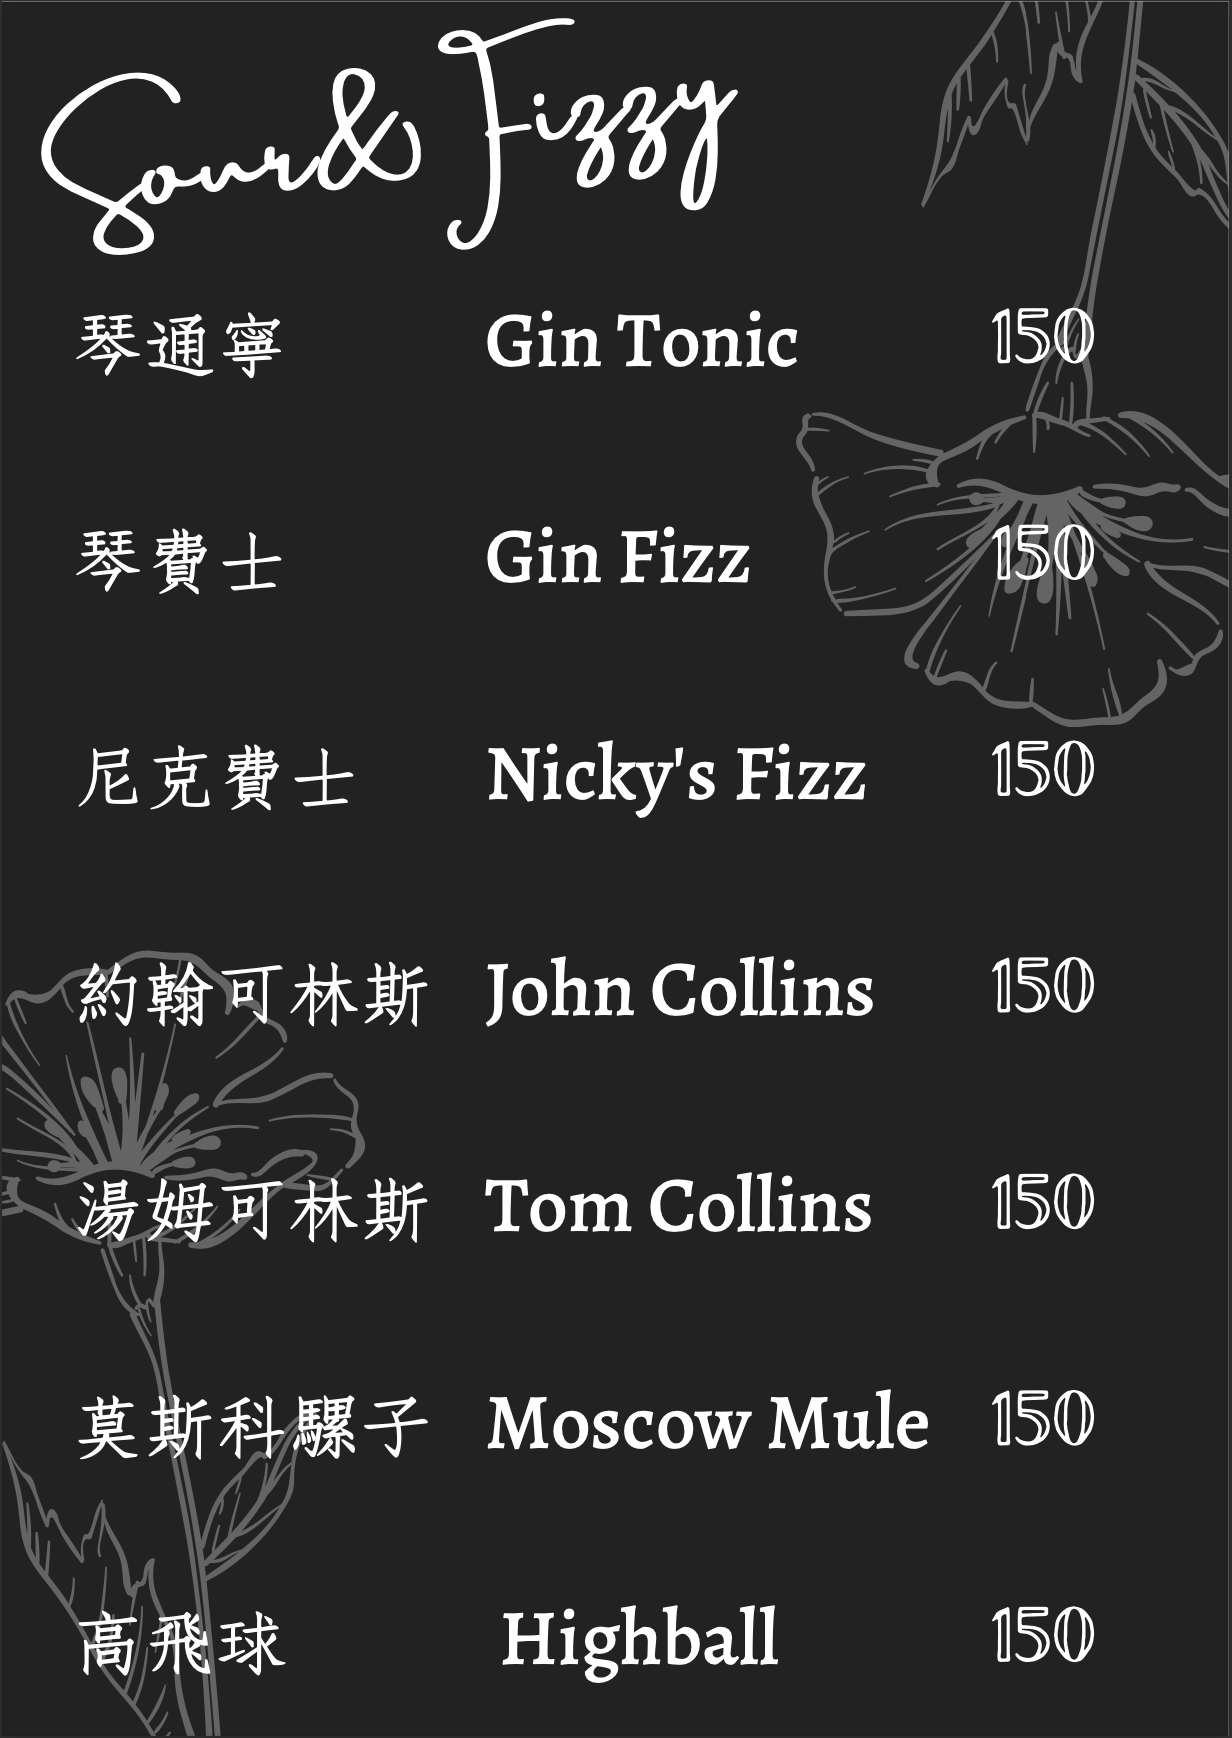 Sour & Fizzy
琴通寧 Gin Tonic 150
琴費士 Gin Fizz 150
尼克費士 Nicky's Fizz 150
約翰可林斯 John Collins 150
湯姆可林斯 Tom Collins 150
莫斯科騾子 Moscow Mule 150
高飛球 Highball 150